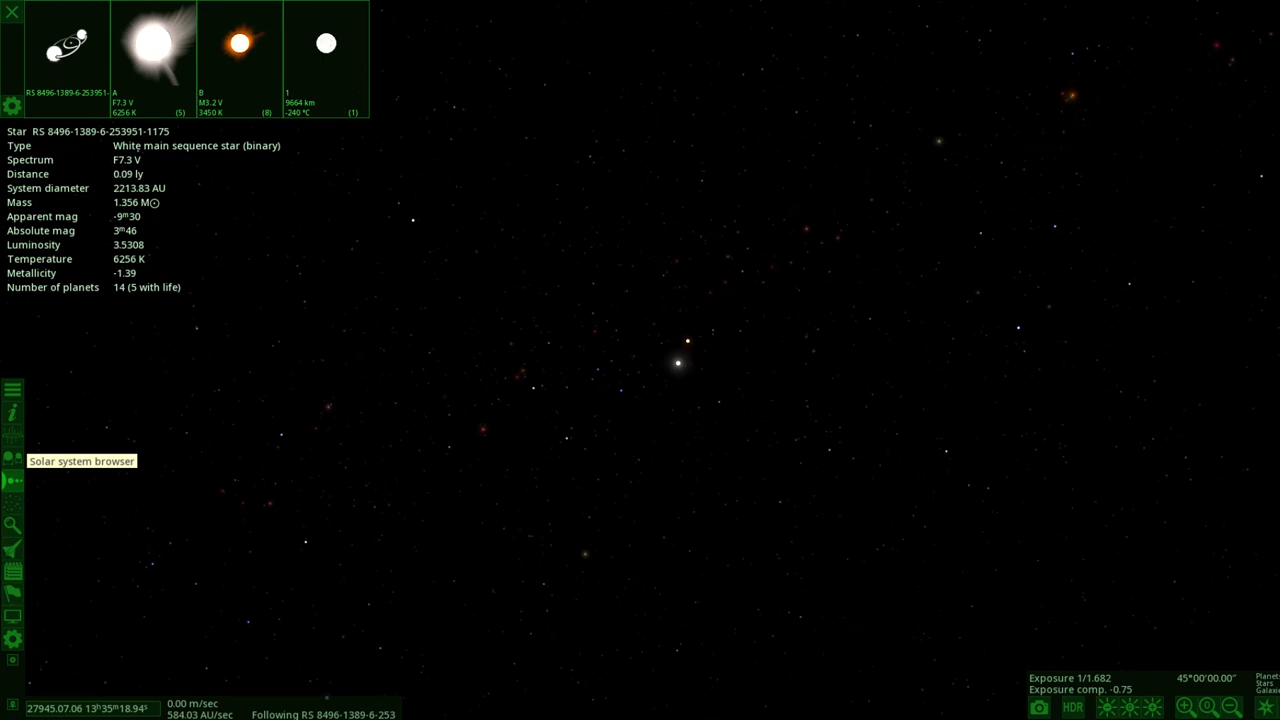 RS 8496-1389-6-253951-
A
F7.3 V
6256 K (5)
B
M3.2 V
3450 K (8)
1
9664 km
-240 °C (1)
Star RS 8496-1389-6-253951-1175
Type White main sequence star (binary)
Spectrum F7.3 V
Distance 0.09 ly
System diameter 2213.83 AU
Mass 1.356 M☉
Apparent mag -9ᵐ30
Absolute mag 3ᵐ46
Luminosity 3.5308
Temperature 6256 K
Metallicity -1.39
Number of planets 14 (5 with life)
Solar system browser
27945.07.06 13ʰ35ᵐ18.94ˢ
0.00 m/sec
584.03 AU/sec Following RS 8496-1389-6-253
Exposure 1/1.682 45°00'00.00"
Exposure comp. -0.75
Planet
Stars
Galaxie
HDR